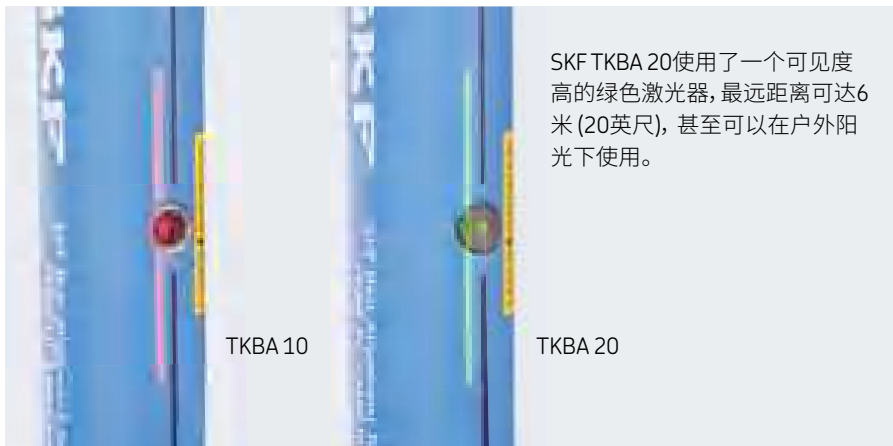 SKF TKBA 20使用了一个可见度
高的绿色激光器, 最远距离可达6
米 (20英尺), 甚至可以在户外阳
光下使用。
TKBA 10
TKBA 20